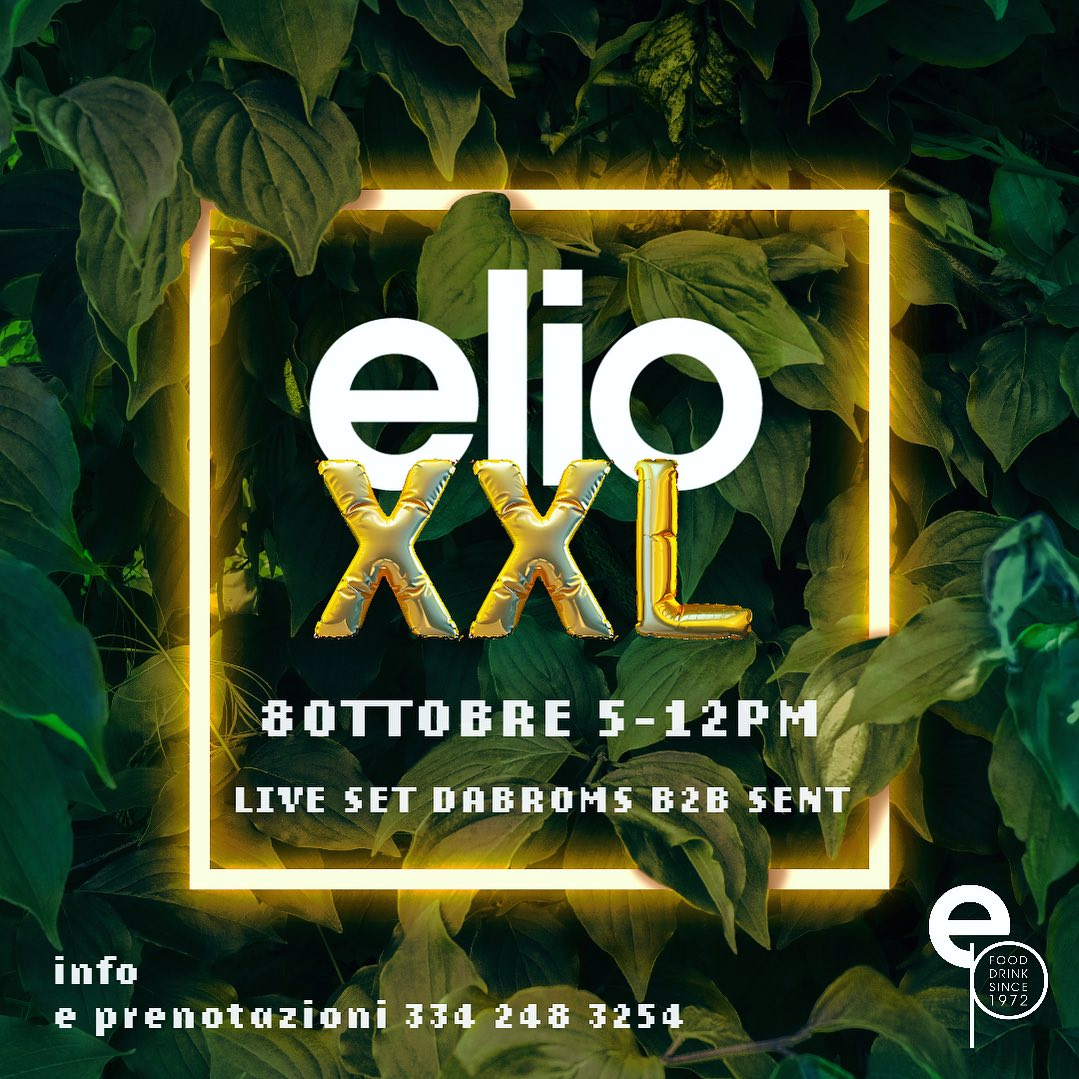 elio
XXL
8OTTOBRE 5-12PM
LIVE SET DABROMS B2B SENT
info
e prenotazioni 334 248 3254
e
FOOD
DRINK
SINCE
1972